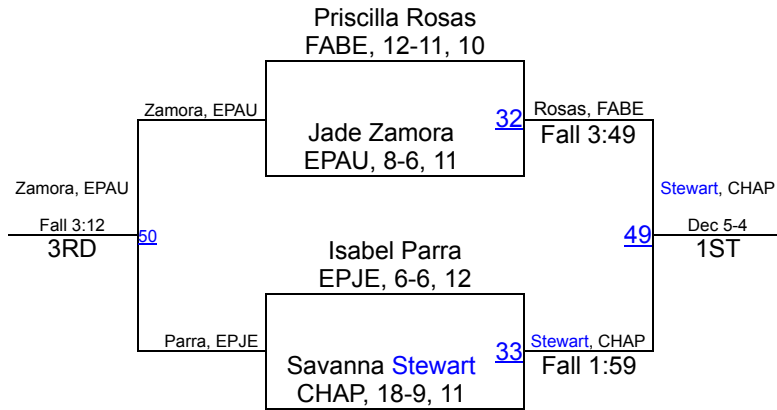 Priscilla Rosas
FABE, 12-11, 10
Zamora, EPAU
32
Rosas, FABE
Jade Zamora
Fall 3:49
EPAU, 8-6, 11
Zamora, EPAU
Stewart, CHAP
Fall 3:12
50
49
Dec 5-4
3RD
1ST
Isabel Parra
EPJE, 6-6, 12
Parra, EPJE
33
Stewart, CHAP
Savanna Stewart
Fall 1:59
CHAP, 18-9, 11